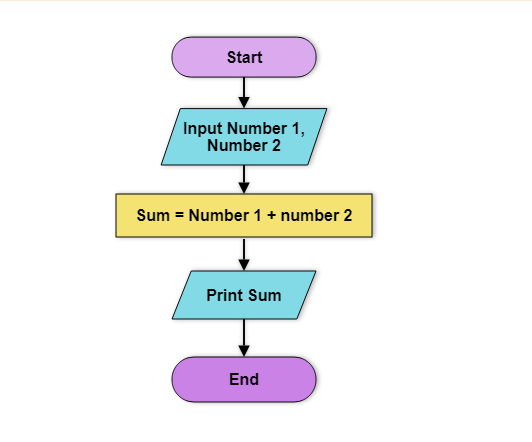 Start
Input Number 1,
Number 2
Sum = Number 1 + number 2
Print Sum
End